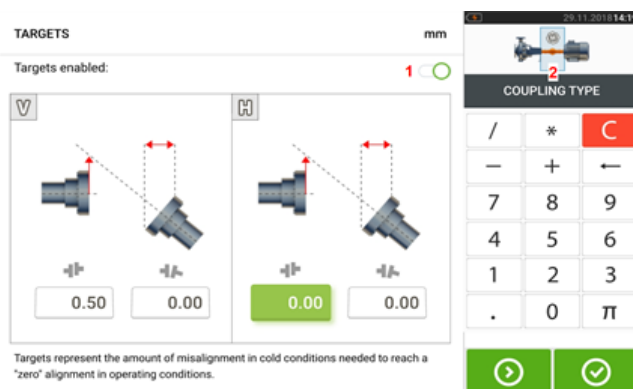 TARGETS
mm
29.11.2018 14:19
Targets enabled:
1
2
COUPLING TYPE
V
H
0.50
0.00
0.00
0.00
/
*
C
−
+
←
7
8
9
4
5
6
1
2
3
.
0
π
Targets represent the amount of misalignment in cold conditions needed to reach a
"zero" alignment in operating conditions.